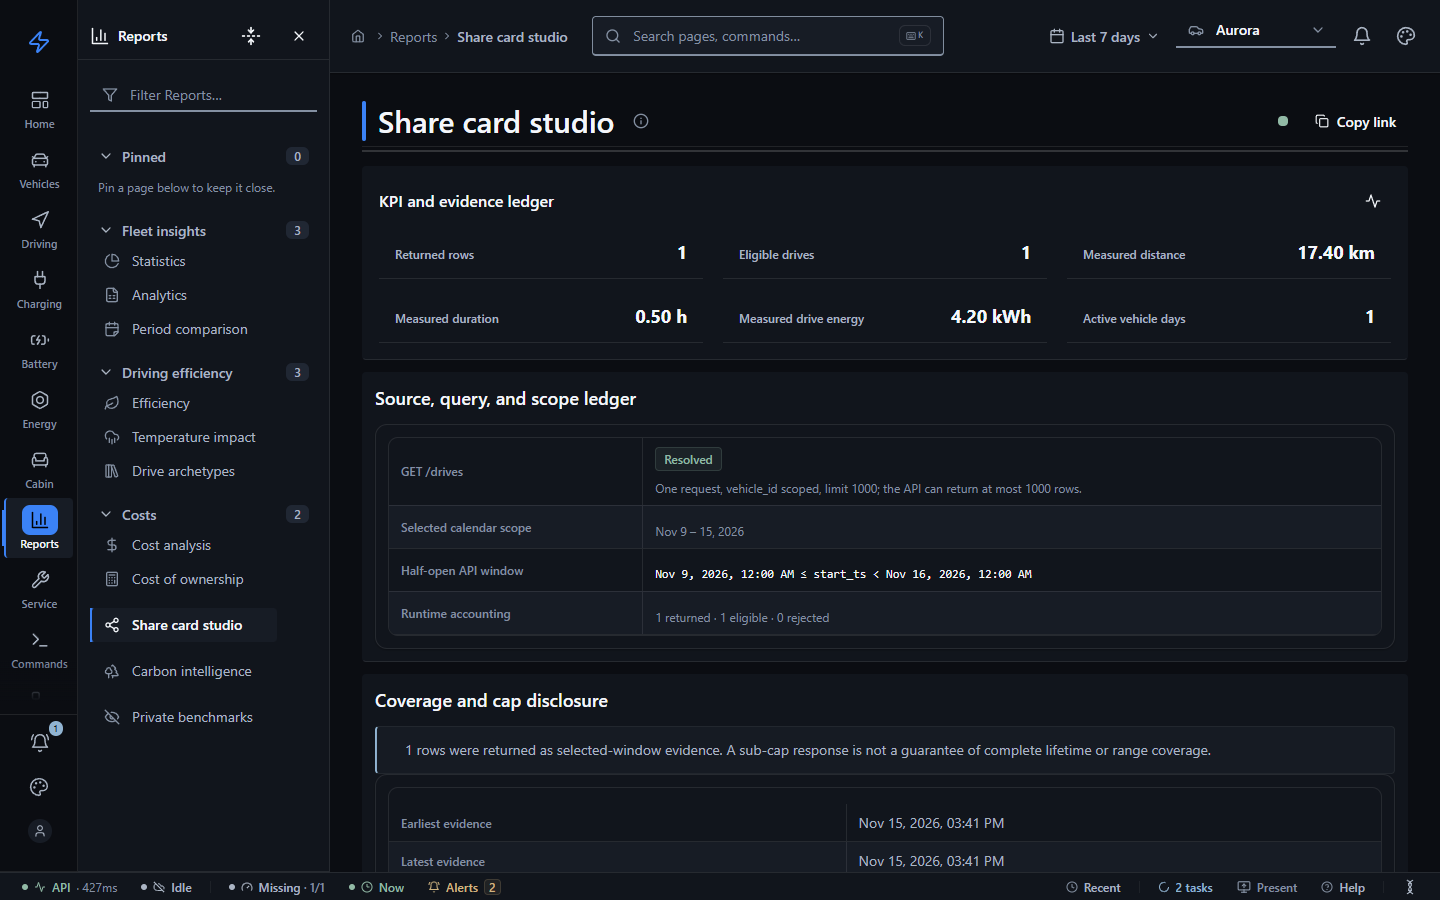 Reports
Reports
Share card studio
Search pages, commands...
K
Last 7 days
Aurora
Home
Vehicles
Driving
Charging
Battery
Energy
Cabin
Reports
Service
Commands
1
Filter Reports...
Pinned
0
Pin a page below to keep it close.
Fleet insights
3
Statistics
Analytics
Period comparison
Driving efficiency
3
Efficiency
Temperature impact
Drive archetypes
Costs
2
Cost analysis
Cost of ownership
Share card studio
Carbon intelligence
Private benchmarks
Share card studio
Copy link
KPI and evidence ledger
Returned rows 1
Eligible drives 1
Measured distance 17.40 km
Measured duration 0.50 h
Measured drive energy 4.20 kWh
Active vehicle days 1
Source, query, and scope ledger
GET /drives
Resolved
One request, vehicle_id scoped, limit 1000; the API can return at most 1000 rows.
Selected calendar scope
Nov 9 – 15, 2026
Half-open API window
Nov 9, 2026, 12:00 AM ≤ start_ts < Nov 16, 2026, 12:00 AM
Runtime accounting
1 returned · 1 eligible · 0 rejected
Coverage and cap disclosure
1 rows were returned as selected-window evidence. A sub-cap response is not a guarantee of complete lifetime or range coverage.
Earliest evidence
Nov 15, 2026, 03:41 PM
Latest evidence
Nov 15, 2026, 03:41 PM
API · 427ms
Idle
Missing · 1/1
Now
Alerts 2
Recent
2 tasks
Present
Help